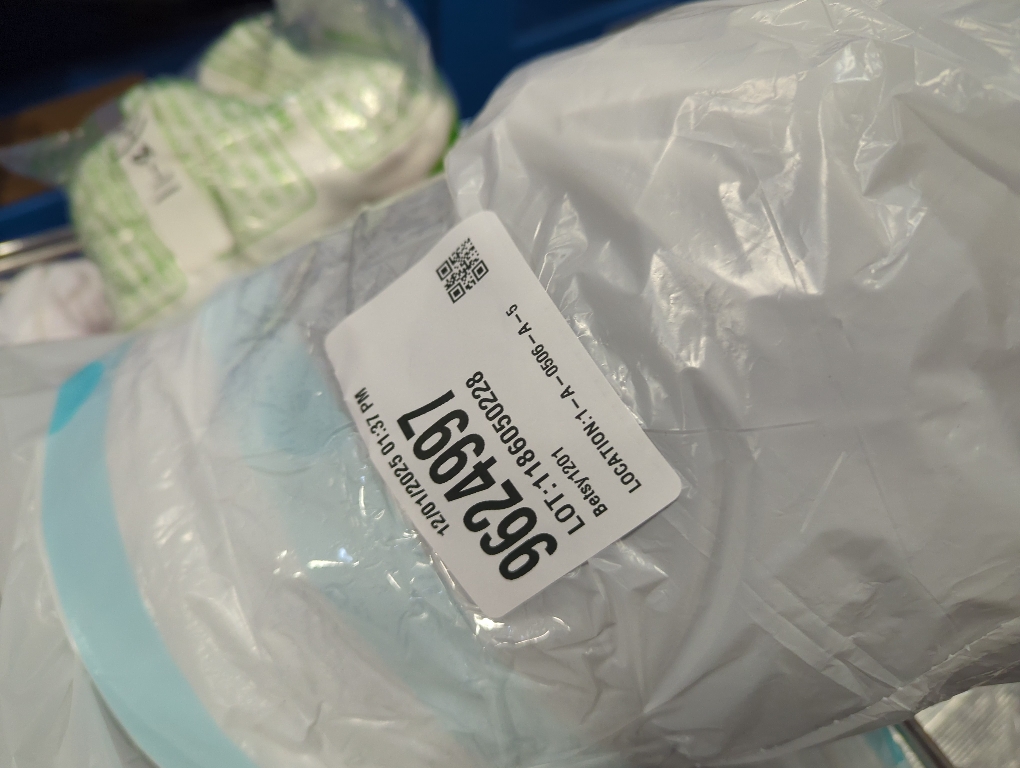 12/01/2025 01:37 PM
9624997
LOT:1186050228
Betsy1201
LOCATION:1-A-0506-A-5